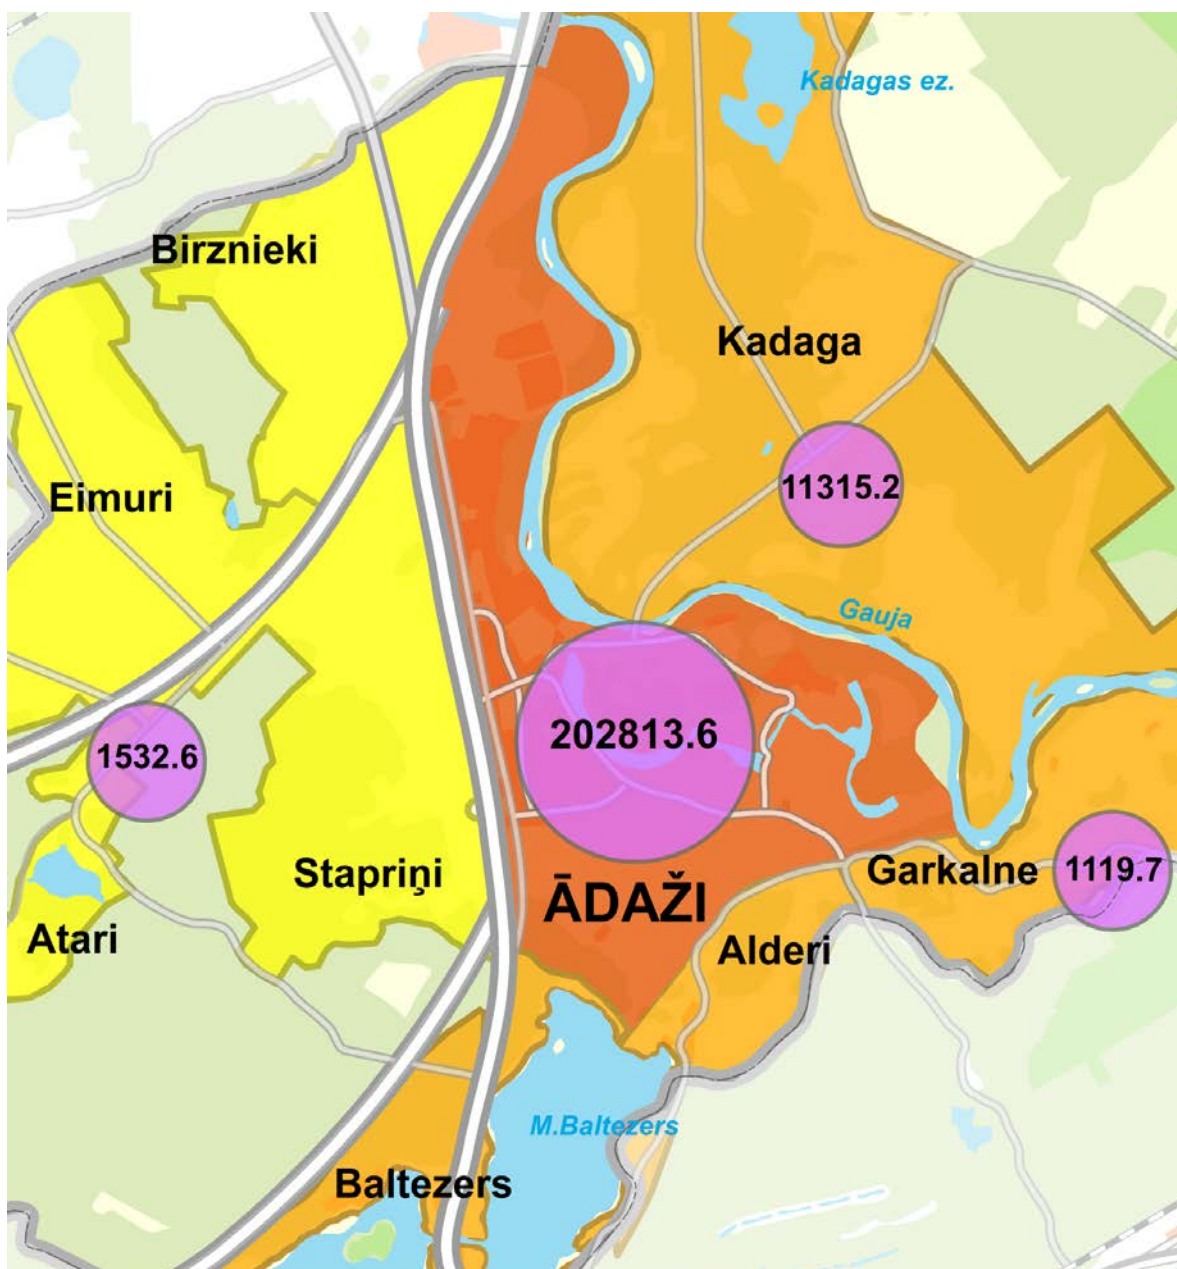 Kadagas ez.
Birznieki
Kadaga
11315.2
Eimuri
Gauja
202813.6
1532.6
Stapriņi
Garkalne
1119.7
ĀDAŽI
Atari
Alderi
M.Baltezers
Baltezers